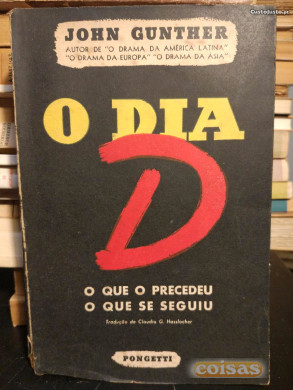 JOHN GUNTHER
AUTOR DE "O DRAMA DA AMÉRICA LATINA"
"O DRAMA DA EUROPA" "O DRAMA DA ÁSIA"
O DIA
D
O QUE O PRECEDEU
O QUE SE SEGUIU
Tradução de Claudio G. Hasslocher
PONGETTI
coisas